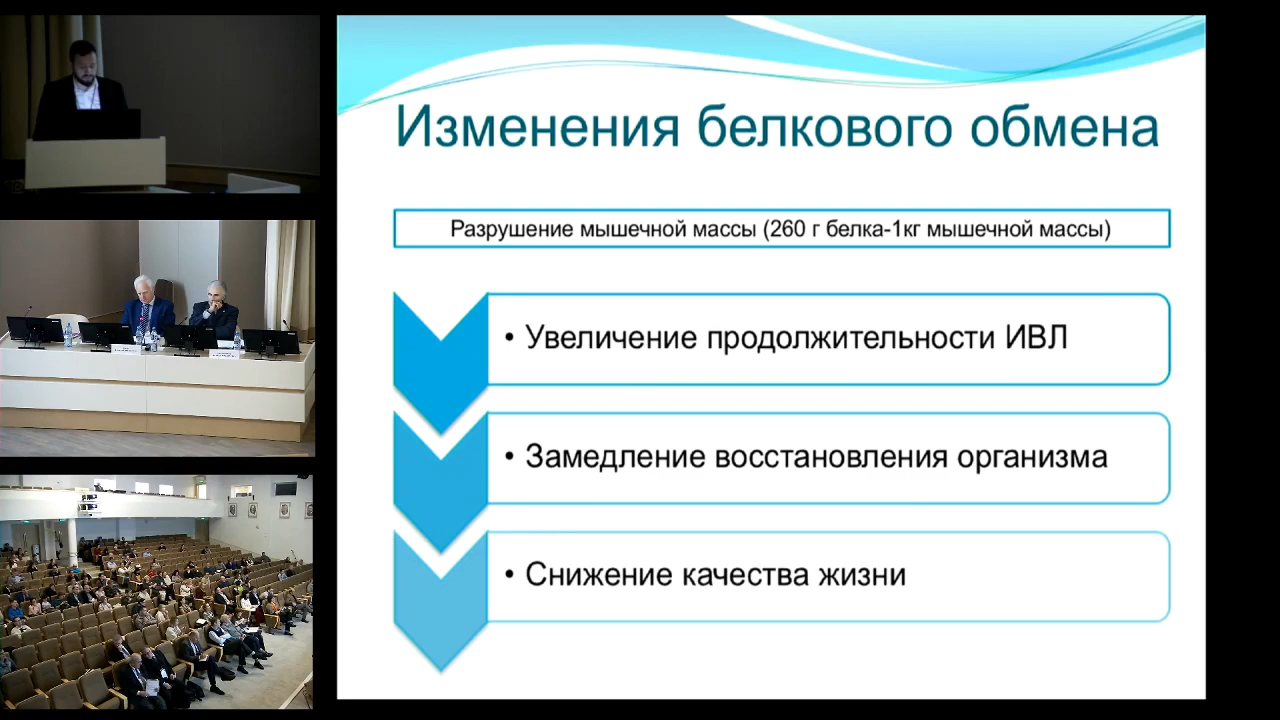 Изменения белкового обмена
Разрушение мышечной массы (260 г белка-1кг мышечной массы)
• Увеличение продолжительности ИВЛ
• Замедление восстановления организма
• Снижение качества жизни